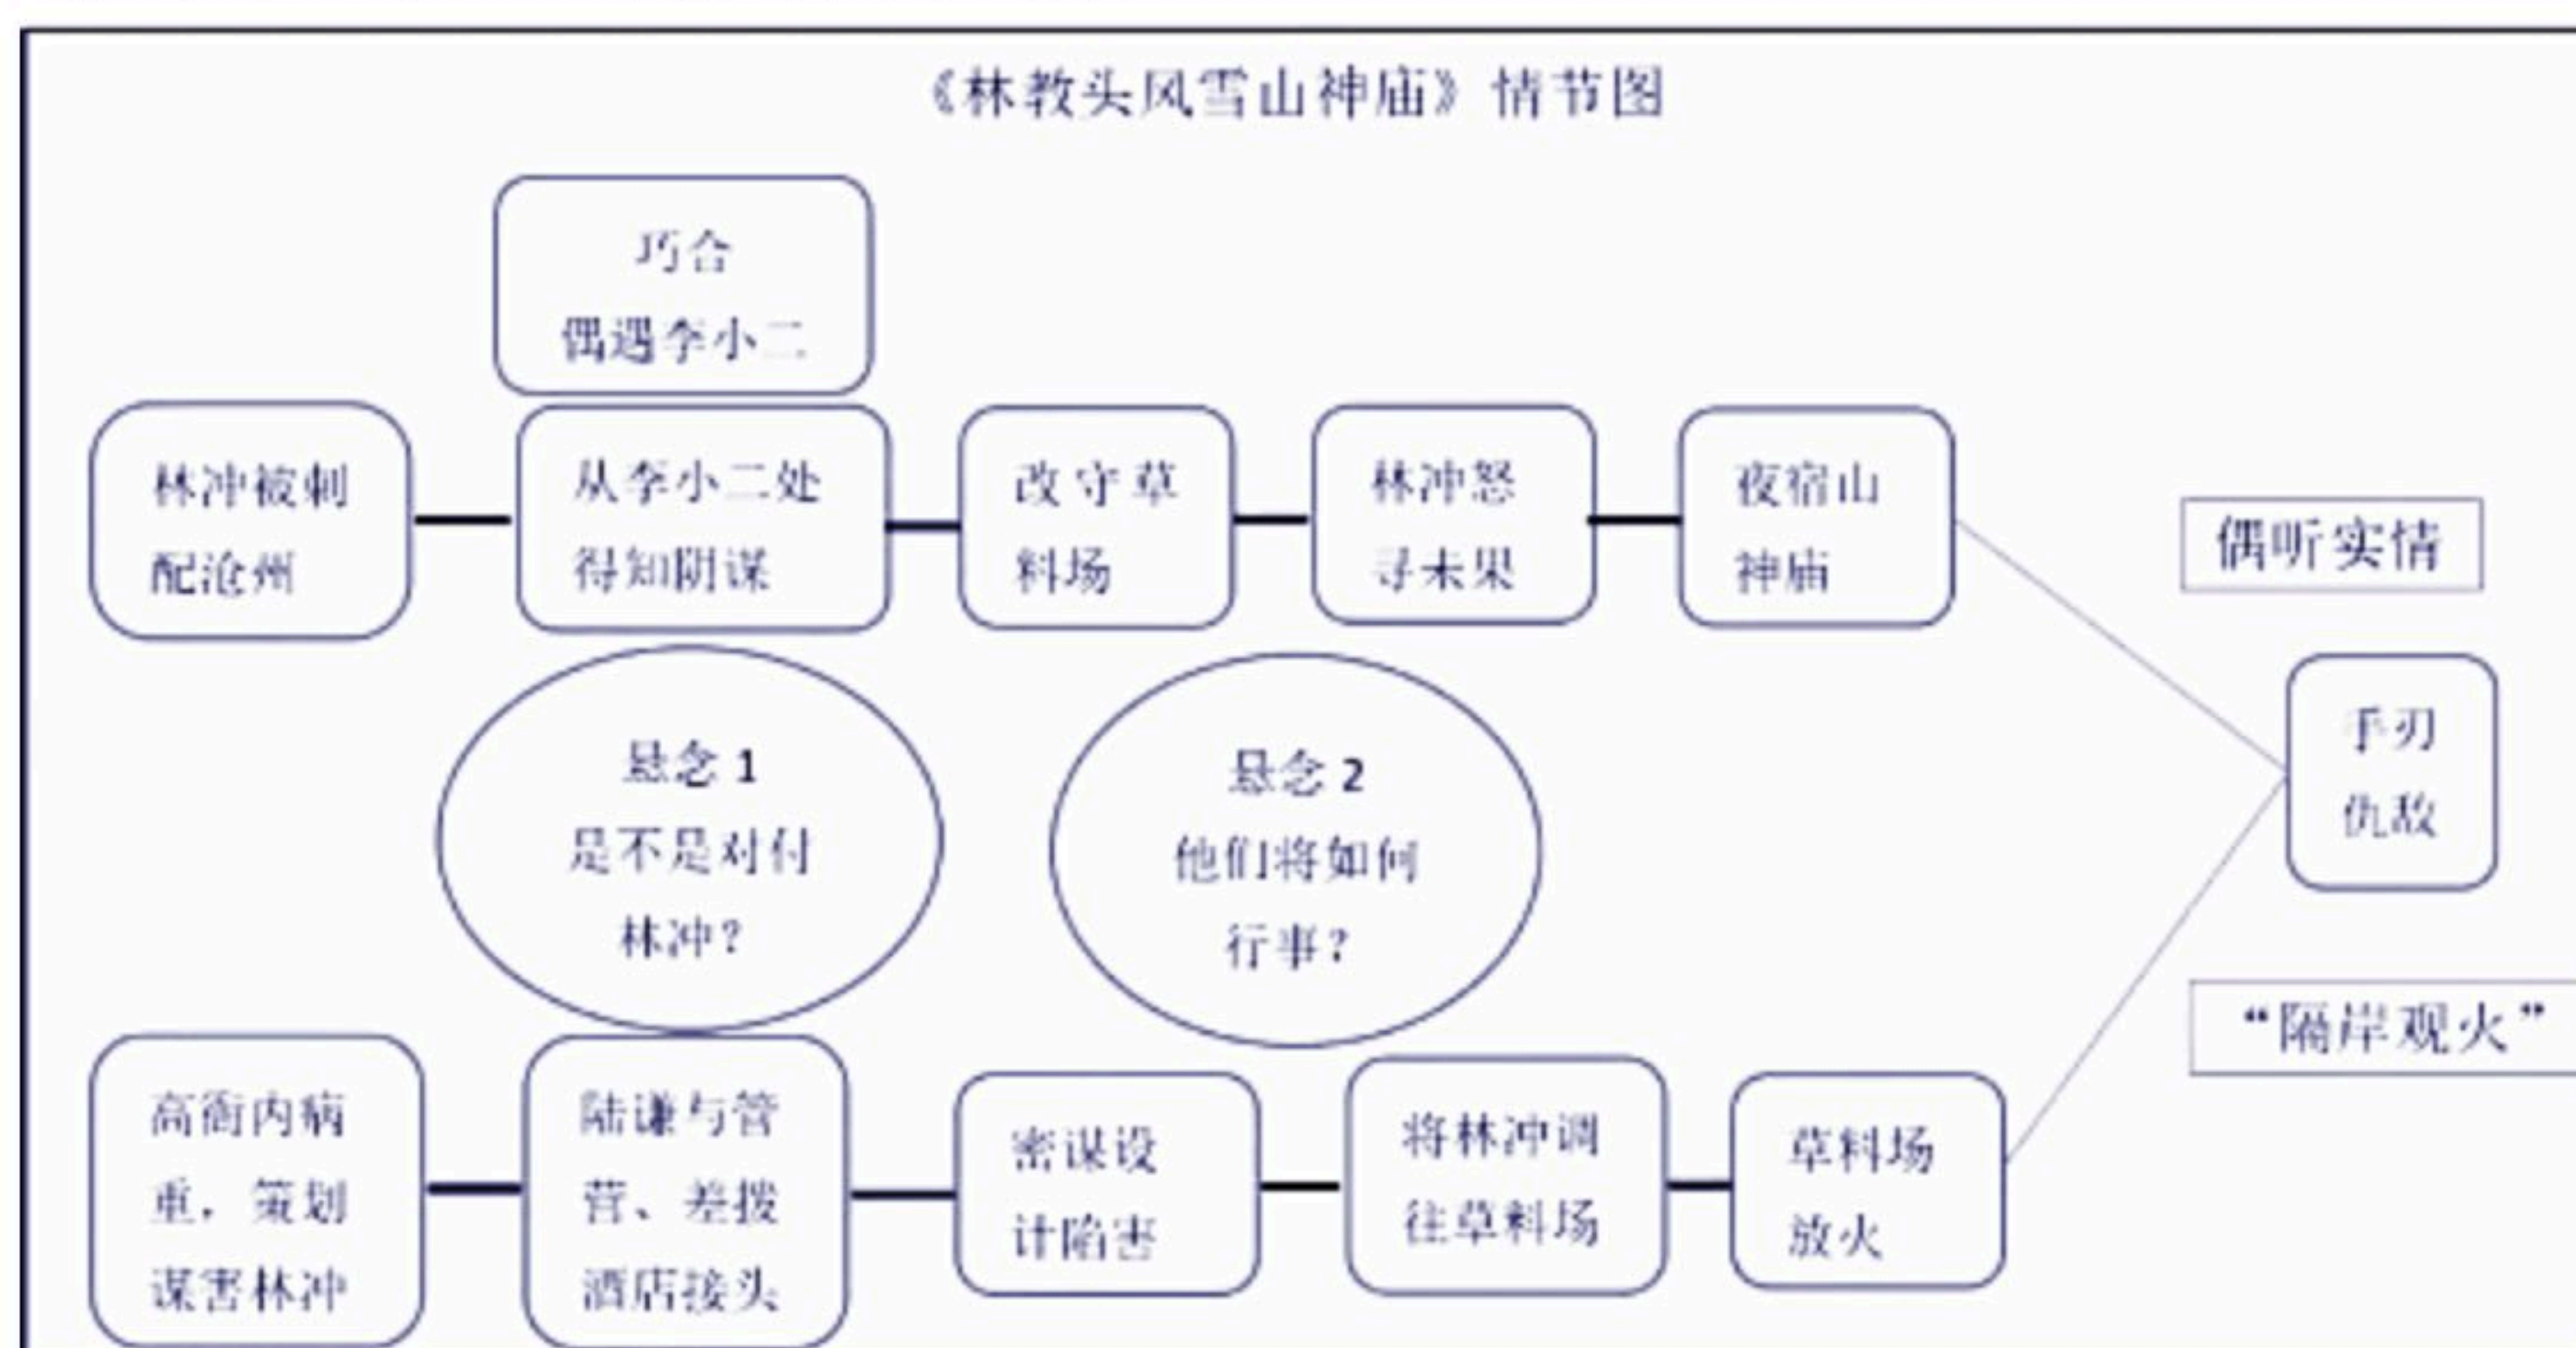 《林教头风雪山神庙》情节图
巧合
偶遇李小二
林冲被刺
配沧州
从李小二处
得知阴谋
改守草
料场
林冲怒
寻未果
夜宿山
神庙
偶听实情
手刃
仇敌
悬念 1
是不是对付
林冲？
悬念 2
他们将如何
行事？
“隔岸观火”
高衙内病
重，策划
谋害林冲
陆谦与管
营、差拨
酒店接头
密谋设
计陷害
将林冲调
往草料场
草料场
放火